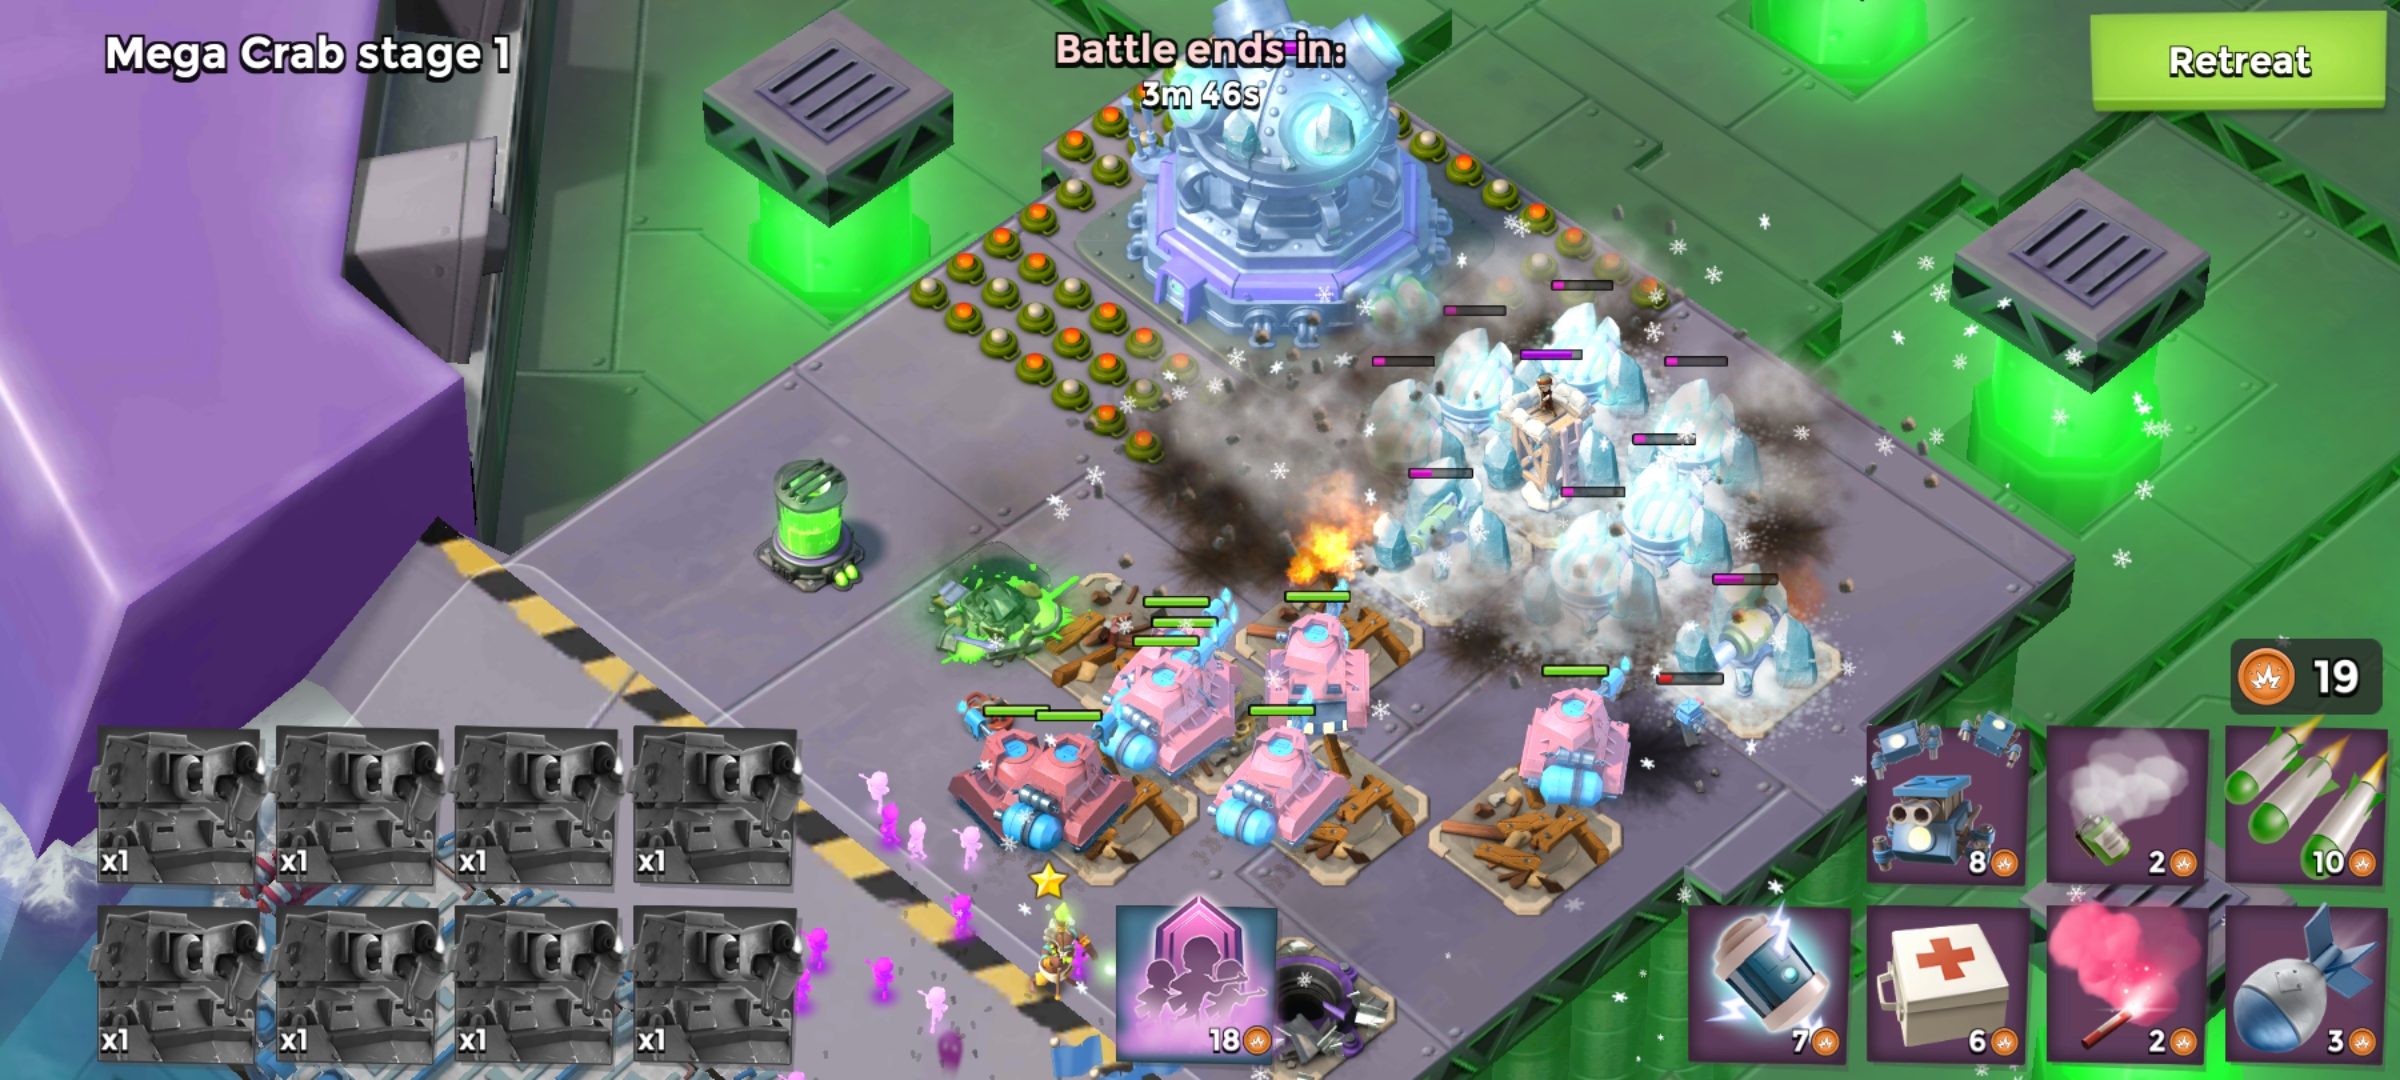 Mega Crab stage 1
Battle ends in:
3m 46s
Retreat
19
x1
x1
x1
x1
8
2
10
x1
x1
x1
x1
18
7
6
2
3